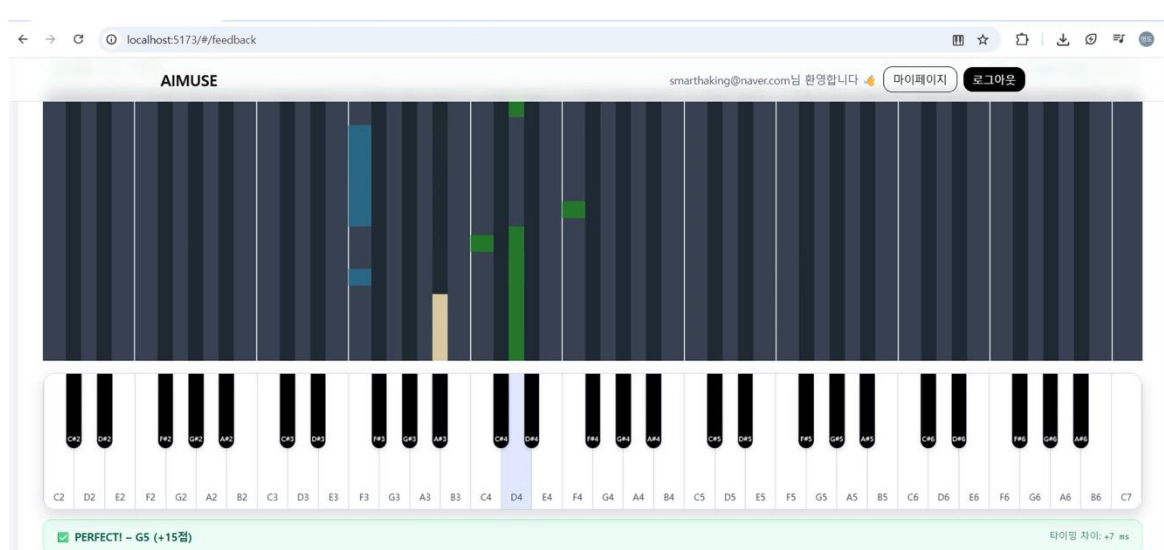 localhost:5173/#/feedback
AIMUSE
smarthaking@naver.com님 환영합니다 👋 마이페이지 로그아웃
C#2 D#2 F#2 G#2 A#2 C#3 D#3 F#3 G#3 A#3 C#4 D#4 F#4 G#4 A#4 C#5 D#5 F#5 G#5 A#5 C#6 D#6 F#6 G#6 A#6
C2 D2 E2 F2 G2 A2 B2 C3 D3 E3 F3 G3 A3 B3 C4 D4 E4 F4 G4 A4 B4 C5 D5 E5 F5 G5 A5 B5 C6 D6 E6 F6 G6 A6 B6 C7
✅ PERFECT! – G5 (+15점)
타이밍 차이: +7 ms